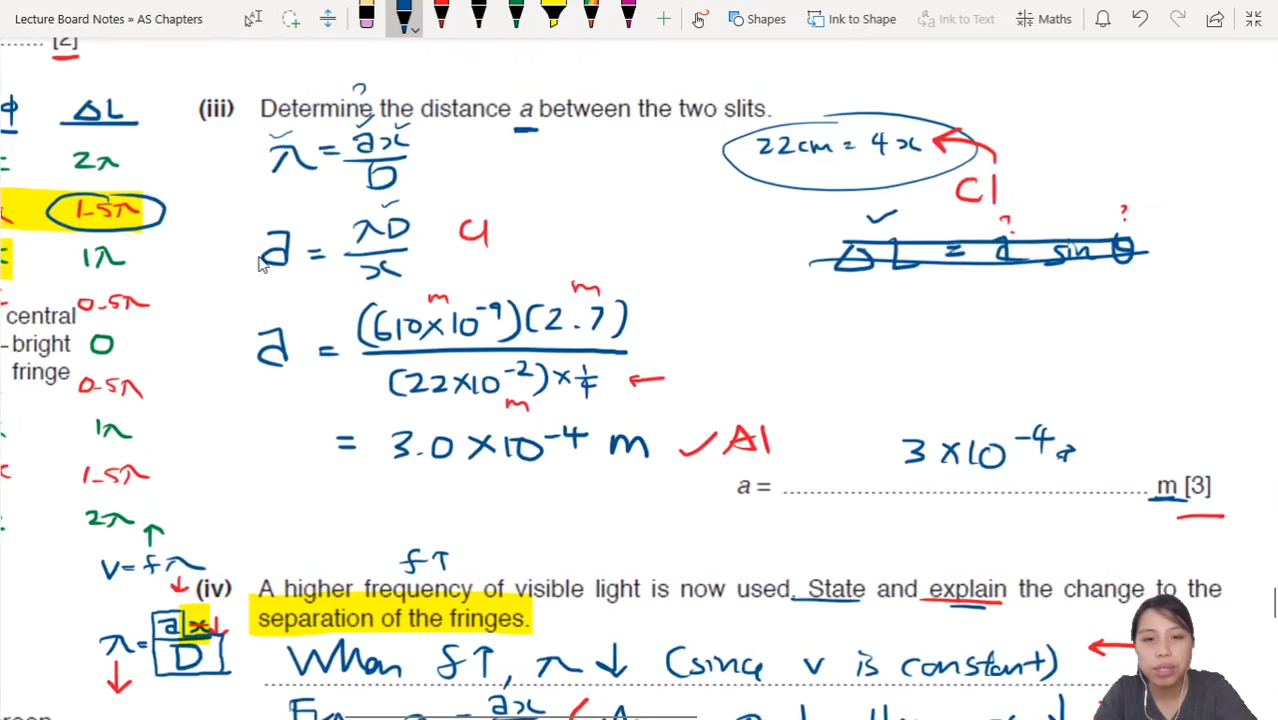 Lecture Board Notes » AS Chapters
Shapes
Ink to Shape
Ink to Text
Maths
[2]
ϕ ΔL
2λ
1.5λ
1λ
0.5λ
central
-bright 0
fringe
0.5λ
1λ
1.5λ
2λ
v = fλ
λ = ax
D
(iii) Determine the distance a between the two slits.
?
λ = ax
D
22cm = 4x
C1
a = λD
x
C1
? ?
ΔL = d sin θ
m m
a = (610×10⁻⁹)(2.7)
(22×10⁻²)×1/4
m
= 3.0 ×10⁻⁴ m ✓A1
3 ×10⁻⁴
a = ........ m [3]
f↑
(iv) A higher frequency of visible light is now used. State and explain the change to the
separation of the fringes.
When f↑, λ↓ (since v is constant)